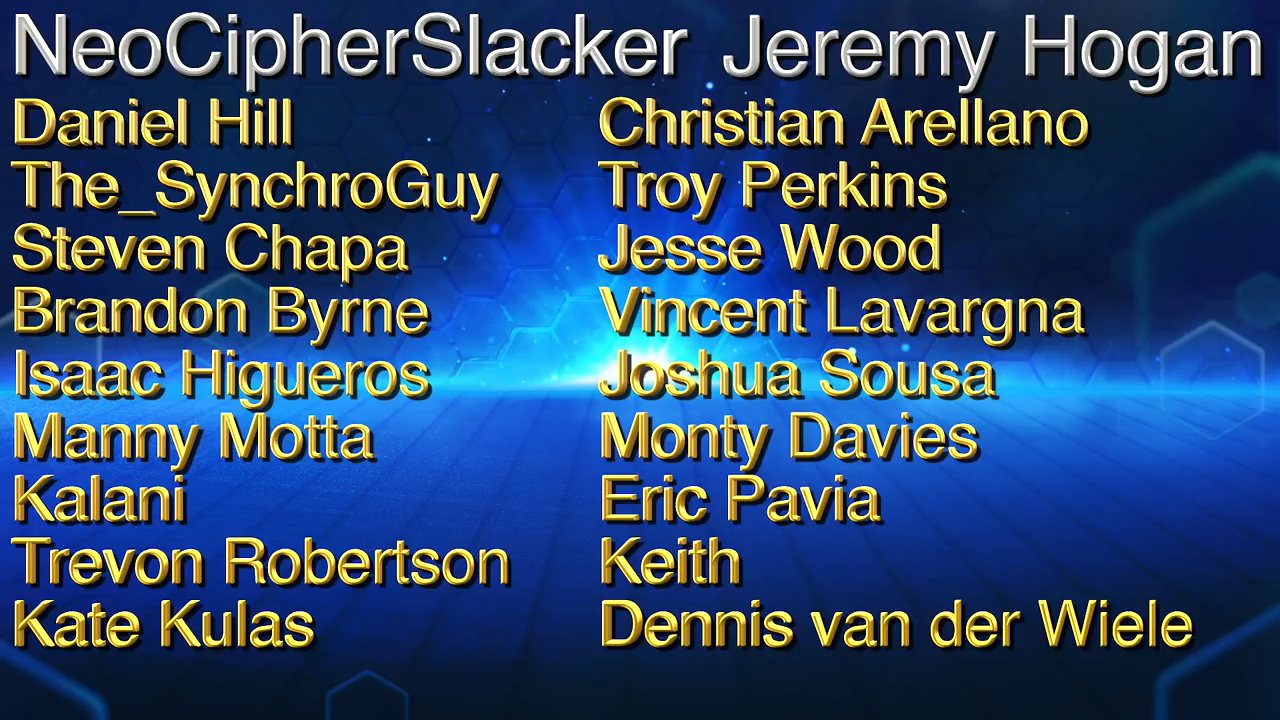 NeoCipherSlacker Jeremy Hogan
Daniel Hill
The_SynchroGuy
Steven Chapa
Brandon Byrne
Isaac Higueros
Manny Motta
Kalani
Trevon Robertson
Kate Kulas
Christian Arellano
Troy Perkins
Jesse Wood
Vincent Lavargna
Joshua Sousa
Monty Davies
Eric Pavia
Keith
Dennis van der Wiele